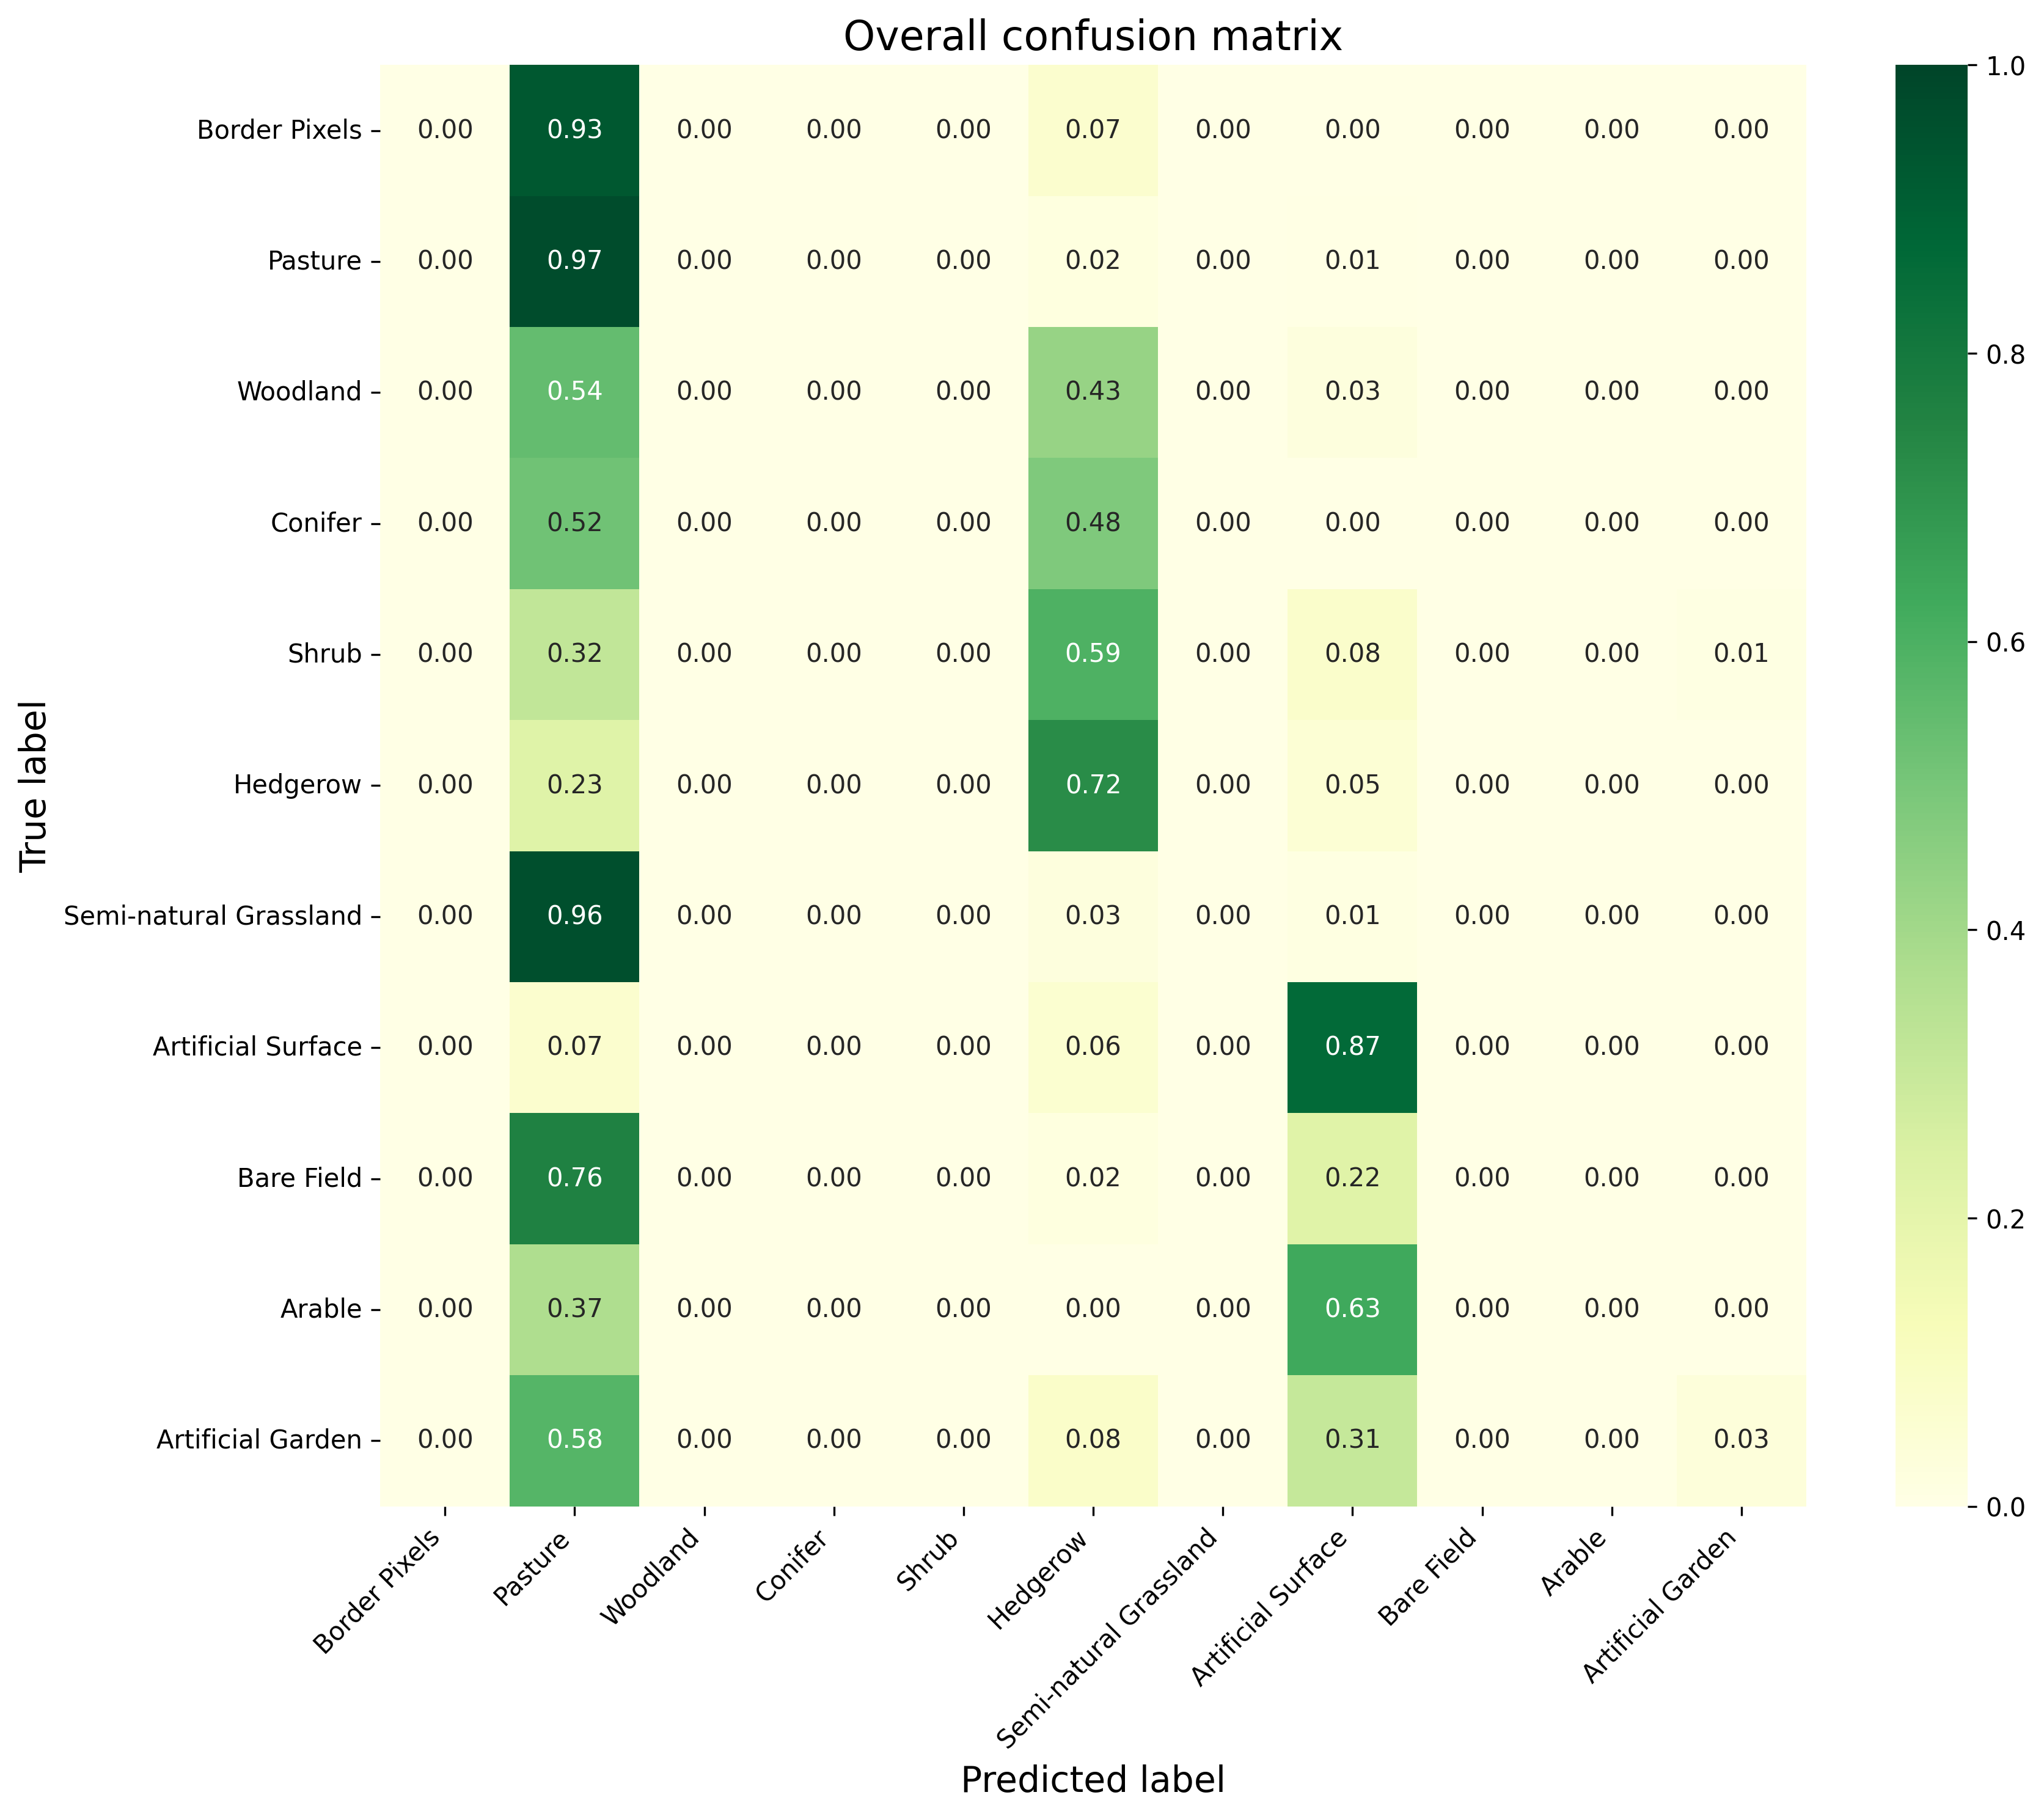 Overall confusion matrix
Border Pixels 0.00 0.93 0.00 0.00 0.00 0.07 0.00 0.00 0.00 0.00 0.00
Pasture 0.00 0.97 0.00 0.00 0.00 0.02 0.00 0.01 0.00 0.00 0.00
Woodland 0.00 0.54 0.00 0.00 0.00 0.43 0.00 0.03 0.00 0.00 0.00
Conifer 0.00 0.52 0.00 0.00 0.00 0.48 0.00 0.00 0.00 0.00 0.00
Shrub 0.00 0.32 0.00 0.00 0.00 0.59 0.00 0.08 0.00 0.00 0.01
Hedgerow 0.00 0.23 0.00 0.00 0.00 0.72 0.00 0.05 0.00 0.00 0.00
Semi-natural Grassland 0.00 0.96 0.00 0.00 0.00 0.03 0.00 0.01 0.00 0.00 0.00
Artificial Surface 0.00 0.07 0.00 0.00 0.00 0.06 0.00 0.87 0.00 0.00 0.00
Bare Field 0.00 0.76 0.00 0.00 0.00 0.02 0.00 0.22 0.00 0.00 0.00
Arable 0.00 0.37 0.00 0.00 0.00 0.00 0.00 0.63 0.00 0.00 0.00
Artificial Garden 0.00 0.58 0.00 0.00 0.00 0.08 0.00 0.31 0.00 0.00 0.03
True label
Border Pixels
Pasture
Woodland
Conifer
Shrub
Hedgerow
Semi-natural Grassland
Artificial Surface
Bare Field
Arable
Artificial Garden
Predicted label
1.0
0.8
0.6
0.4
0.2
0.0